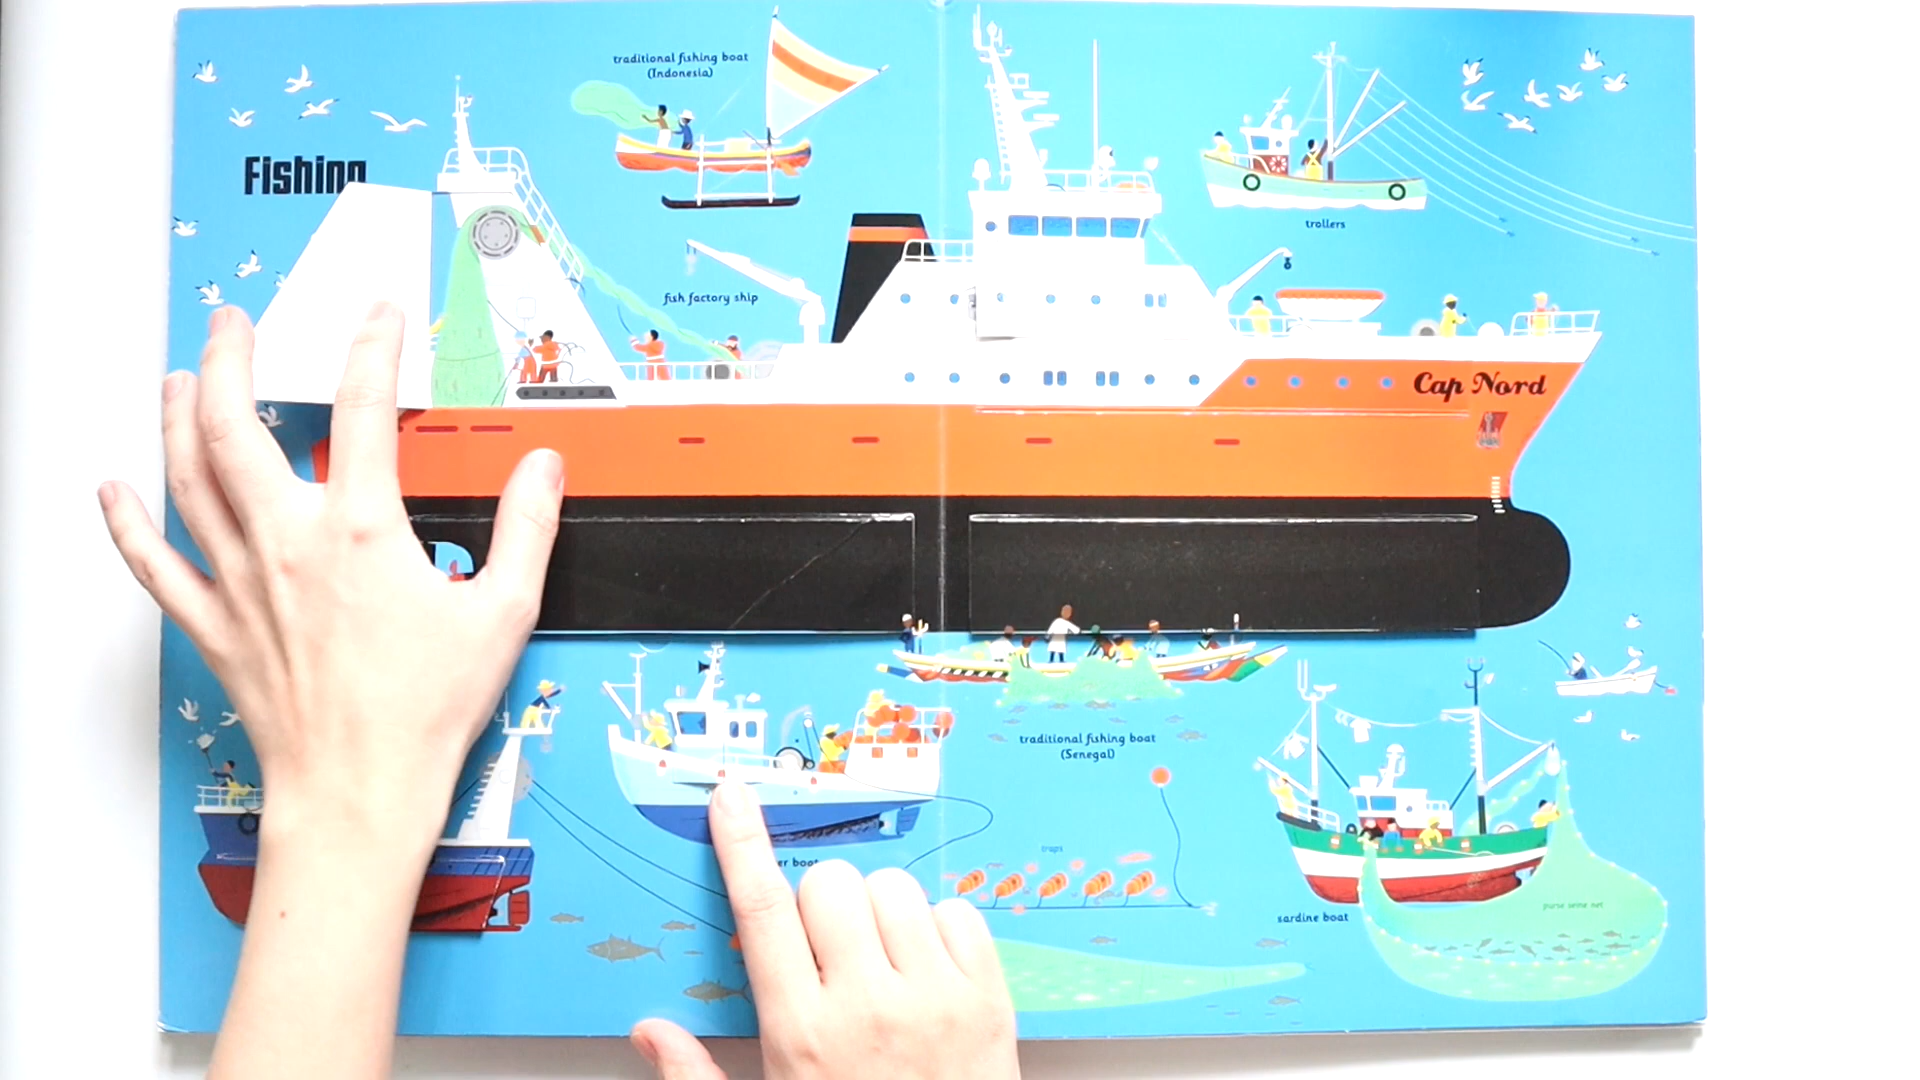 traditional fishing boat
(Indonesia)
Fishing
trollers
fish factory ship
Cap Nord
traditional fishing boat
(Senegal)
traps
boat
purse seine net
sardine boat